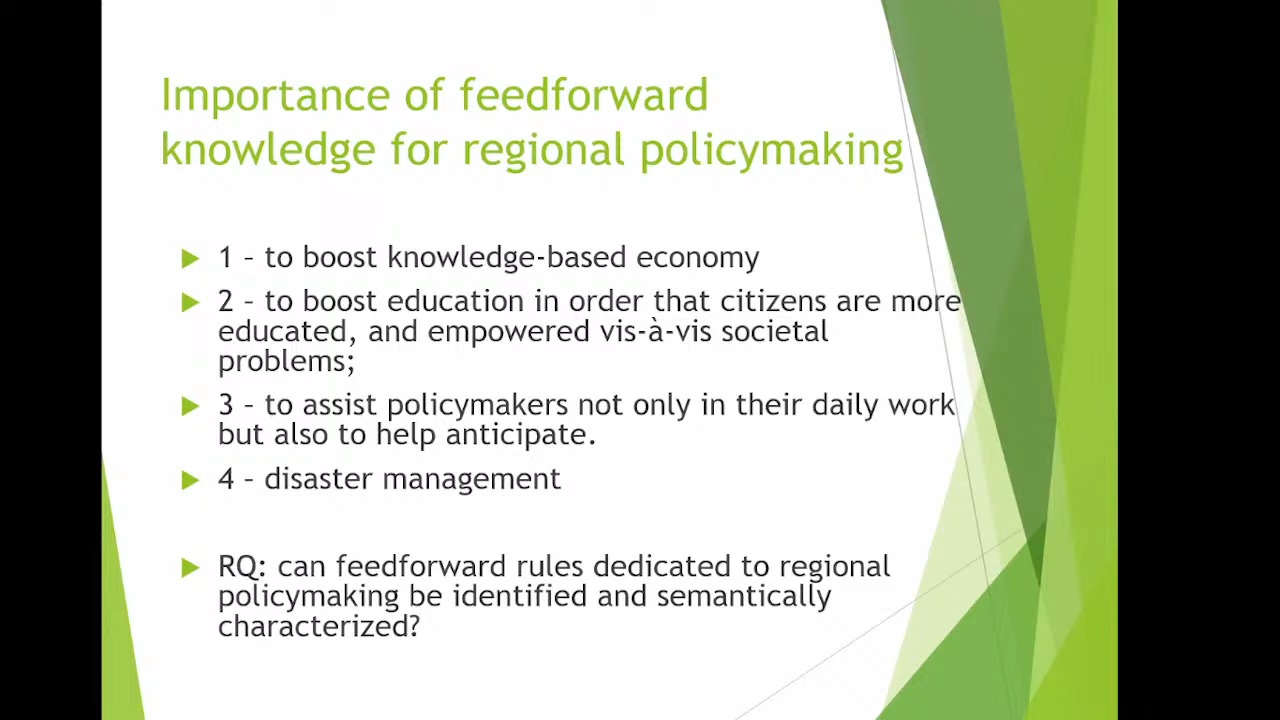 Importance of feedforward
knowledge for regional policymaking
1 – to boost knowledge-based economy
2 – to boost education in order that citizens are more
educated, and empowered vis-à-vis societal
problems;
3 – to assist policymakers not only in their daily work
but also to help anticipate.
4 – disaster management
RQ: can feedforward rules dedicated to regional
policymaking be identified and semantically
characterized?